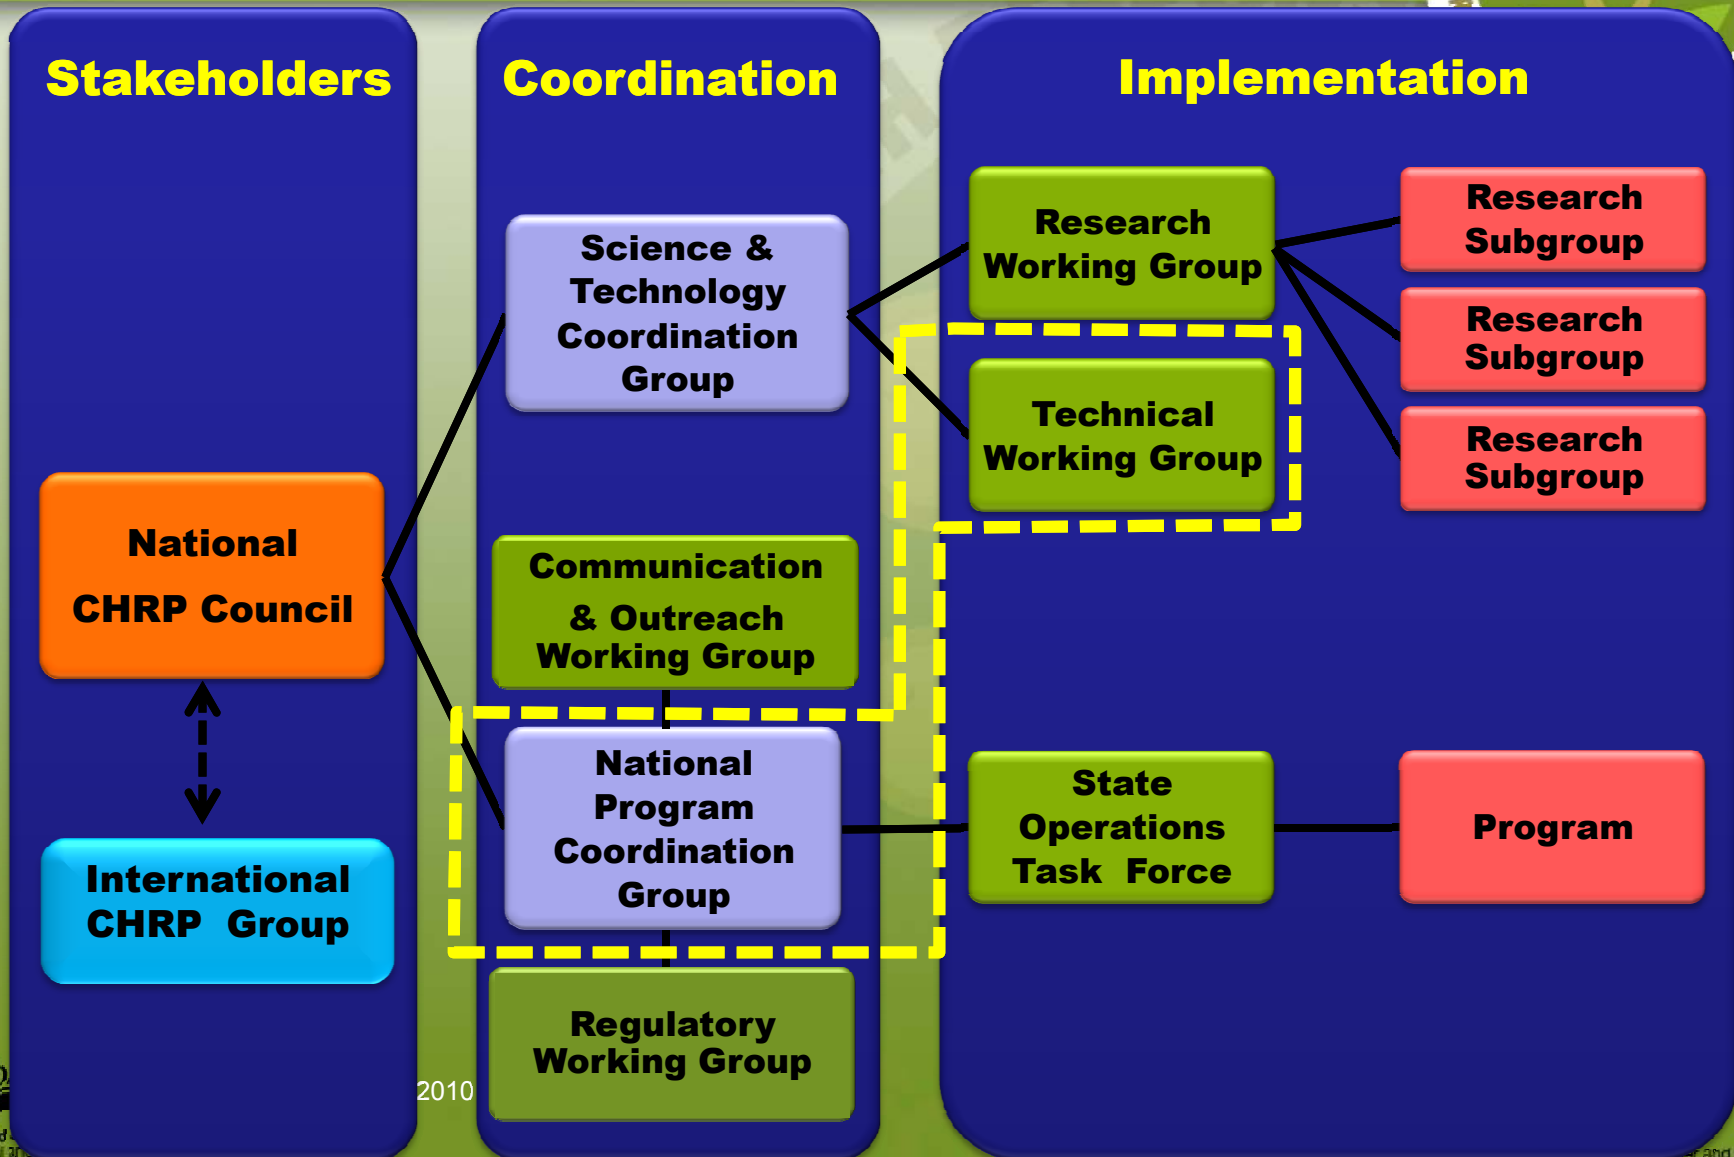 Stakeholders
Coordination
Implementation
National
CHRP Council
International
CHRP Group
Science &
Technology
Coordination
Group
Communication
& Outreach
Working Group
National
Program
Coordination
Group
Regulatory
Working Group
Research
Working Group
Technical
Working Group
State
Operations
Task Force
Research
Subgroup
Research
Subgroup
Research
Subgroup
Program
2010